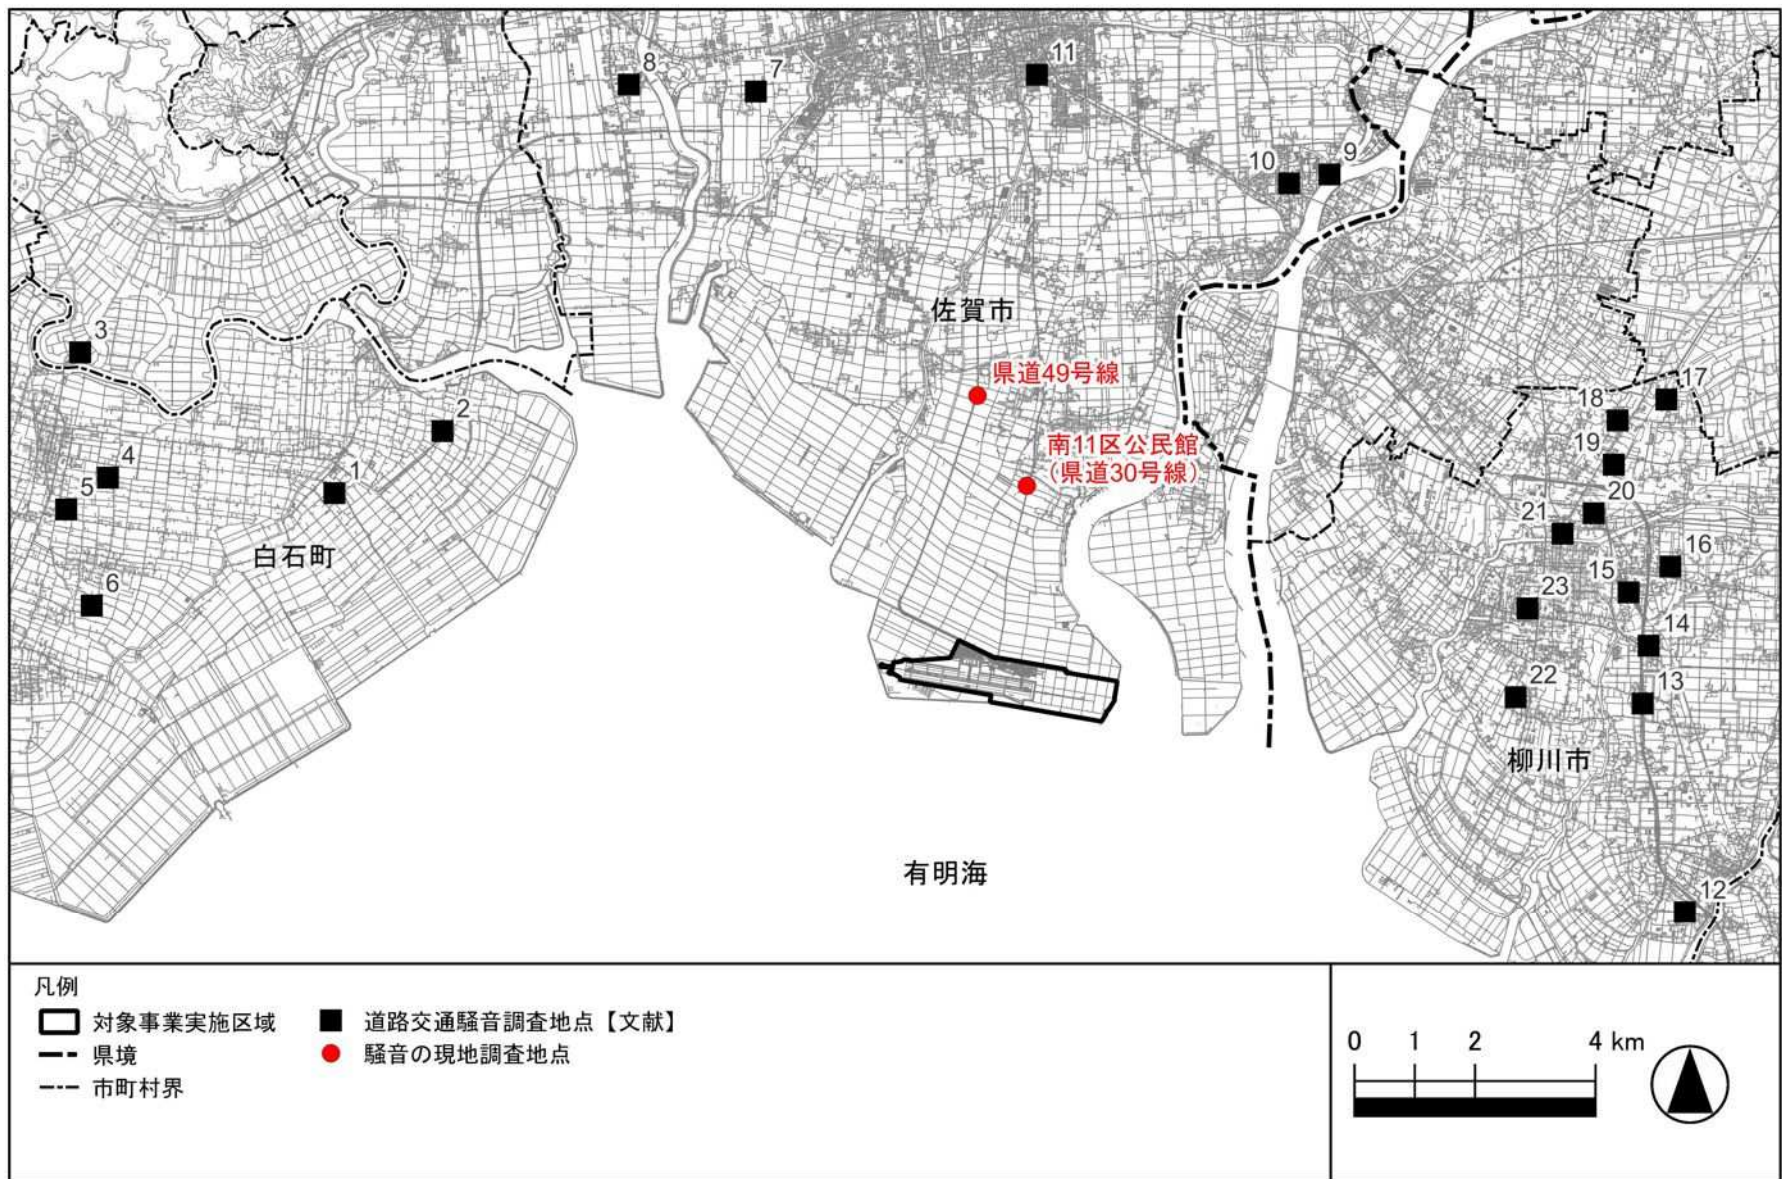 8
7
11
10
9
佐賀市
3
県道49号線
17
18
2
南11区公民館
(県道30号線)
19
4
1
5
20
21
白石町
16
15
6
23
14
22
13
柳川市
有明海
12
凡例
対象事業実施区域
道路交通騒音調査地点【文献】
県境
騒音の現地調査地点
市町村界
0 1 2 4 km